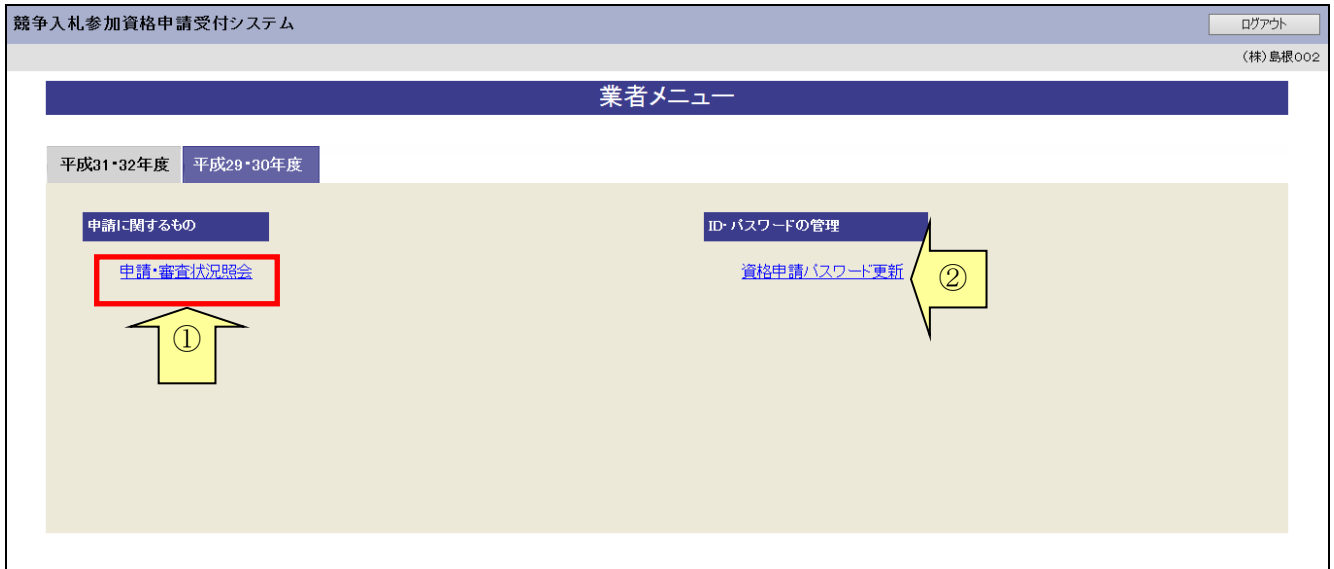 競争入札参加資格申請受付システム
ログアウト
(株)島根002
業者メニュー
平成31・32年度 平成29・30年度
申請に関するもの
ID・パスワードの管理
申請・審査状況照会
資格申請パスワード更新
②
①